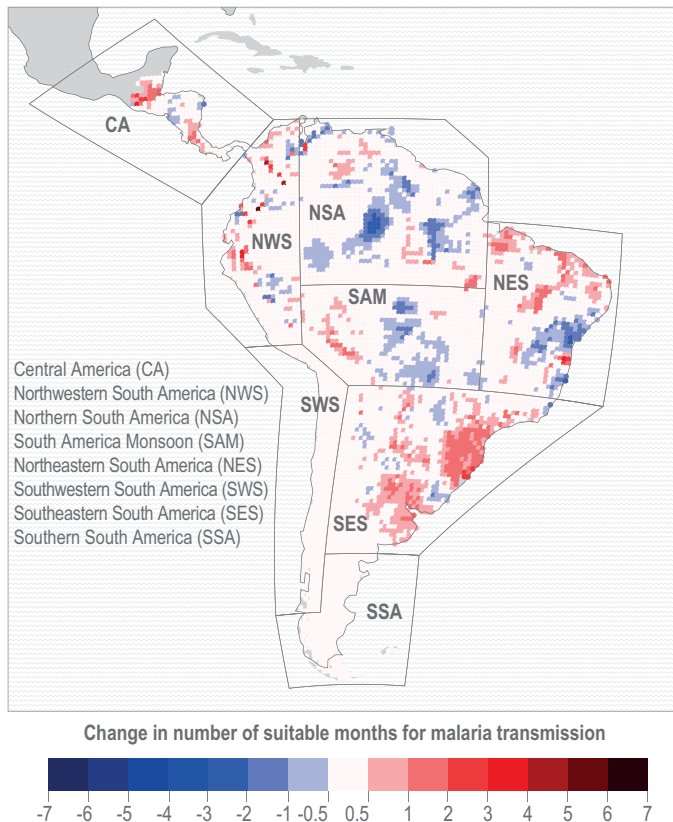 CA
NSA
NWS
NES
SAM
Central America (CA)
Northwestern South America (NWS)
Northern South America (NSA)
South America Monsoon (SAM)
Northeastern South America (NES)
Southwestern South America (SWS)
Southeastern South America (SES)
Southern South America (SSA)
SWS
SES
SSA
Change in number of suitable months for malaria transmission
-7 -6 -5 -4 -3 -2 -1 -0.5 0.5 1 2 3 4 5 6 7